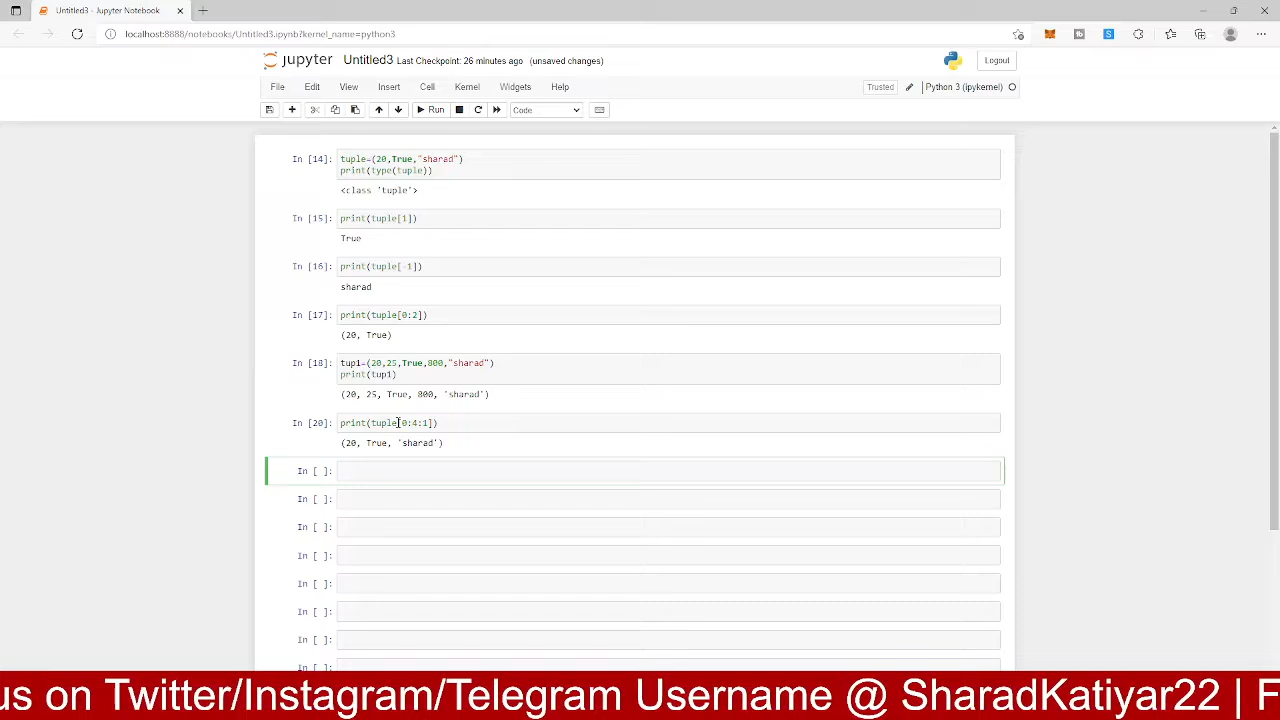 Untitled3 - Jupyter Notebook
localhost:8888/notebooks/Untitled3.ipynb?kernel_name=python3
jupyter Untitled3 Last Checkpoint: 26 minutes ago (unsaved changes)
Logout
File Edit View Insert Cell Kernel Widgets Help
Trusted Python 3 (ipykernel)
Run Code
In [14]: tuple=(20,True,"sharad")
print(type(tuple))
<class 'tuple'>
In [15]: print(tuple[1])
True
In [16]: print(tuple[-1])
sharad
In [17]: print(tuple[0:2])
(20, True)
In [18]: tup1=(20,25,True,800,"sharad")
print(tup1)
(20, 25, True, 800, 'sharad')
In [20]: print(tuple[0:4:1])
(20, True, 'sharad')
In [ ]:
In [ ]:
In [ ]:
In [ ]:
In [ ]:
In [ ]:
In [ ]:
In [ ]:
us on Twitter/Instagram/Telegram Username @ SharadKatiyar22 | F